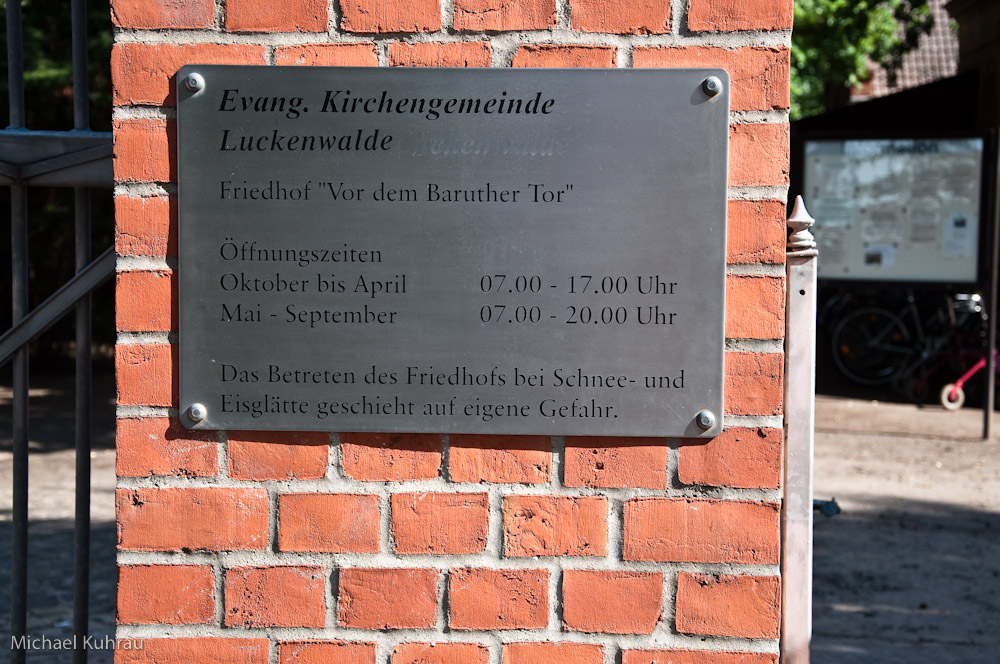 Evang. Kirchengemeinde
Luckenwalde
Friedhof "Vor dem Baruther Tor"
Öffnungszeiten
Oktober bis April 07.00 - 17.00 Uhr
Mai - September 07.00 - 20.00 Uhr
Das Betreten des Friedhofs bei Schnee- und
Eisglätte geschieht auf eigene Gefahr.
Michael Kuhrau